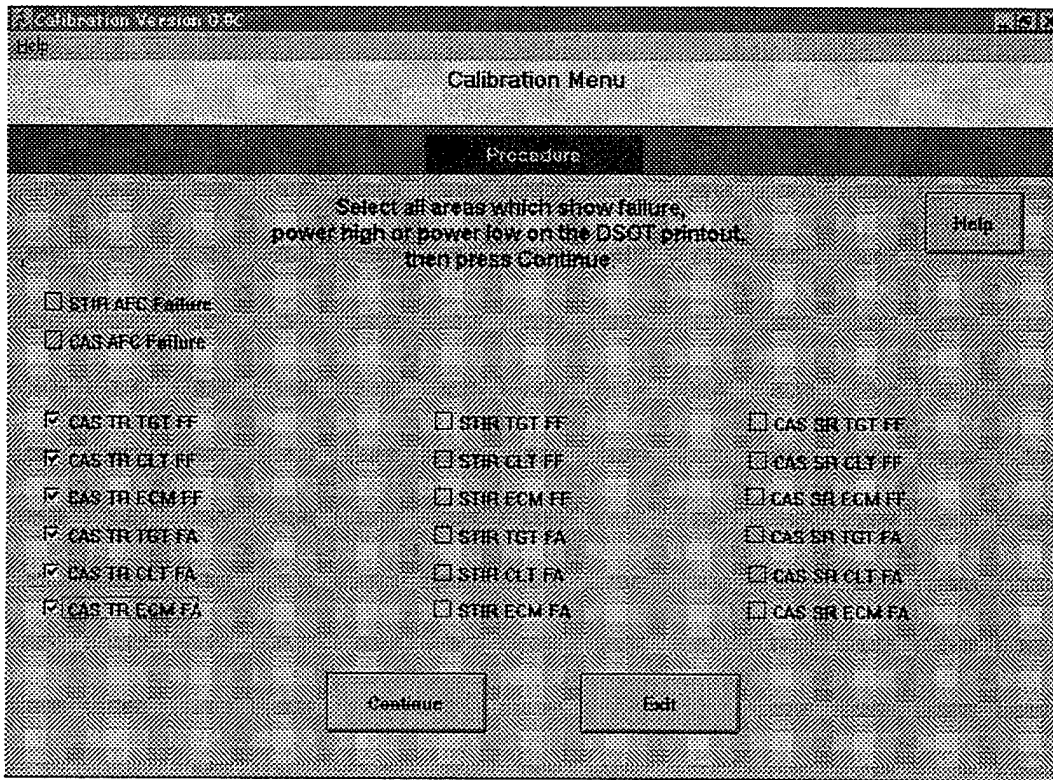 Calibration Version 0.0C
Help
Calibration Menu
Procedure
Select all areas which show failure,
power high or power low on the DSOT printout,
then press Continue
Help
STIR AFC Failure
CAS AFC Failure
CAS TR TGT FF
STIR TGT FF
CAS SR TGT FF
CAS TR CLT FF
STIR CLT FF
CAS SR CLT FF
CAS TR ECM FF
STIR ECM FF
CAS SR ECM FF
CAS TR TGT FA
STIR TGT FA
CAS SR TGT FA
CAS TR CLT FA
STIR CLT FA
CAS SR CLT FA
CAS TR ECM FA
STIR ECM FA
CAS SR ECM FA
Continue
Exit